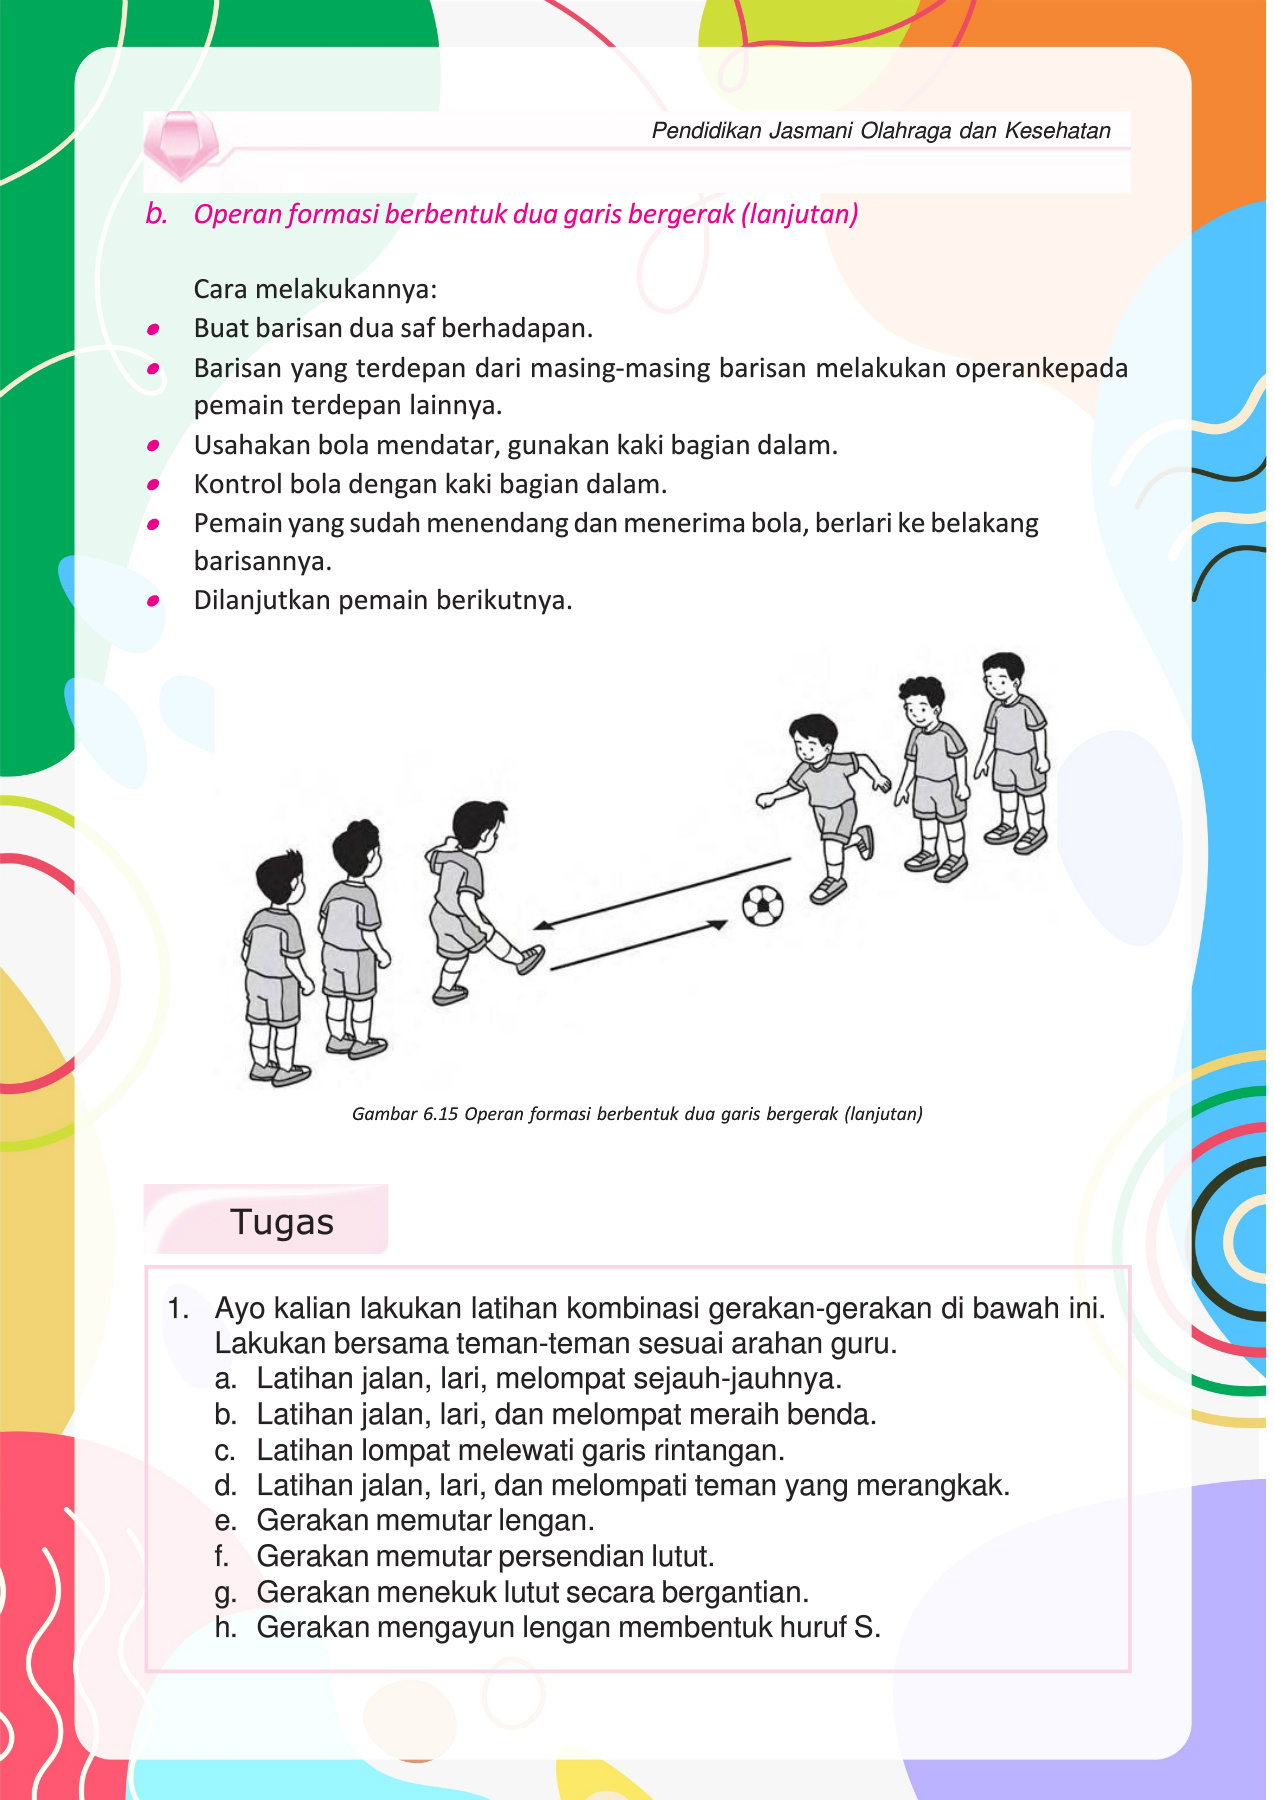 Pendidikan Jasmani Olahraga dan Kesehatan
b. Operan formasi berbentuk dua garis bergerak (lanjutan)
Cara melakukannya:
• Buat barisan dua saf berhadapan.
• Barisan yang terdepan dari masing-masing barisan melakukan operankepada
pemain terdepan lainnya.
• Usahakan bola mendatar, gunakan kaki bagian dalam.
• Kontrol bola dengan kaki bagian dalam.
• Pemain yang sudah menendang dan menerima bola, berlari ke belakang
barisannya.
• Dilanjutkan pemain berikutnya.
Gambar 6.15 Operan formasi berbentuk dua garis bergerak (lanjutan)
Tugas
1. Ayo kalian lakukan latihan kombinasi gerakan-gerakan di bawah ini.
Lakukan bersama teman-teman sesuai arahan guru.
a. Latihan jalan, lari, melompat sejauh-jauhnya.
b. Latihan jalan, lari, dan melompat meraih benda.
c. Latihan lompat melewati garis rintangan.
d. Latihan jalan, lari, dan melompati teman yang merangkak.
e. Gerakan memutar lengan.
f. Gerakan memutar persendian lutut.
g. Gerakan menekuk lutut secara bergantian.
h. Gerakan mengayun lengan membentuk huruf S.